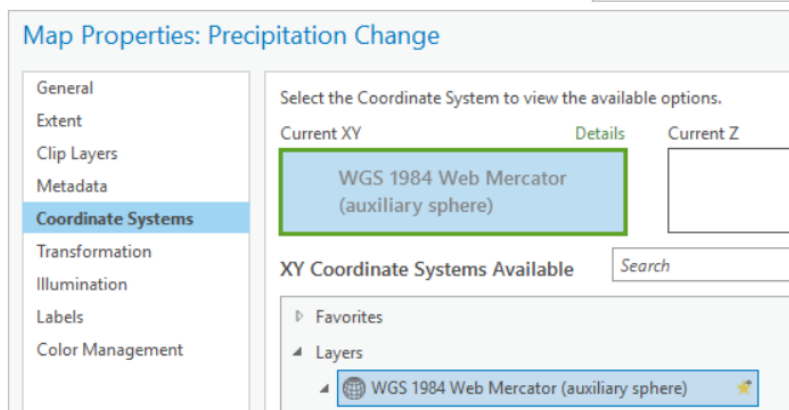 Map Properties: Precipitation Change
General
Extent
Clip Layers
Metadata
Coordinate Systems
Transformation
Illumination
Labels
Color Management
Select the Coordinate System to view the available options.
Current XY
Details
Current Z
WGS 1984 Web Mercator
(auxiliary sphere)
XY Coordinate Systems Available
Search
Favorites
Layers
WGS 1984 Web Mercator (auxiliary sphere)